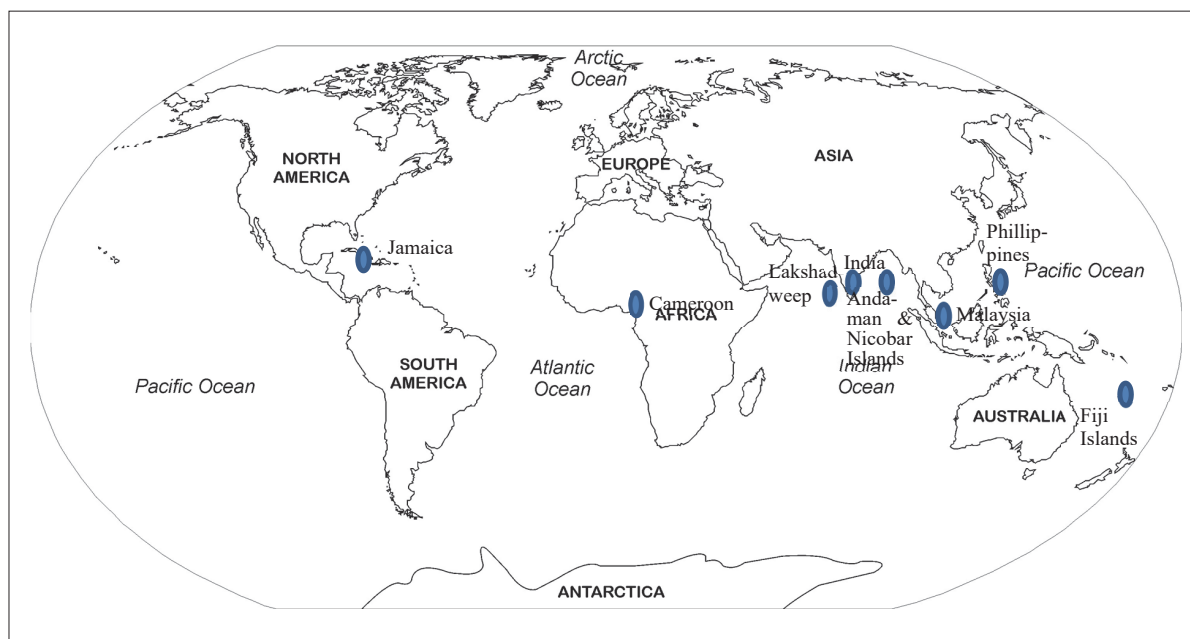 Arctic
Ocean
NORTH
AMERICA
EUROPE
ASIA
Jamaica
Phillip-
pines
Pacific Ocean
Lakshad
weep
India
Cameroon
AFRICA
Anda-
man &
Nicobar
Islands
Malaysia
SOUTH
AMERICA
Pacific Ocean
Atlantic
Ocean
Indian
Ocean
AUSTRALIA
Fiji
Islands
ANTARCTICA